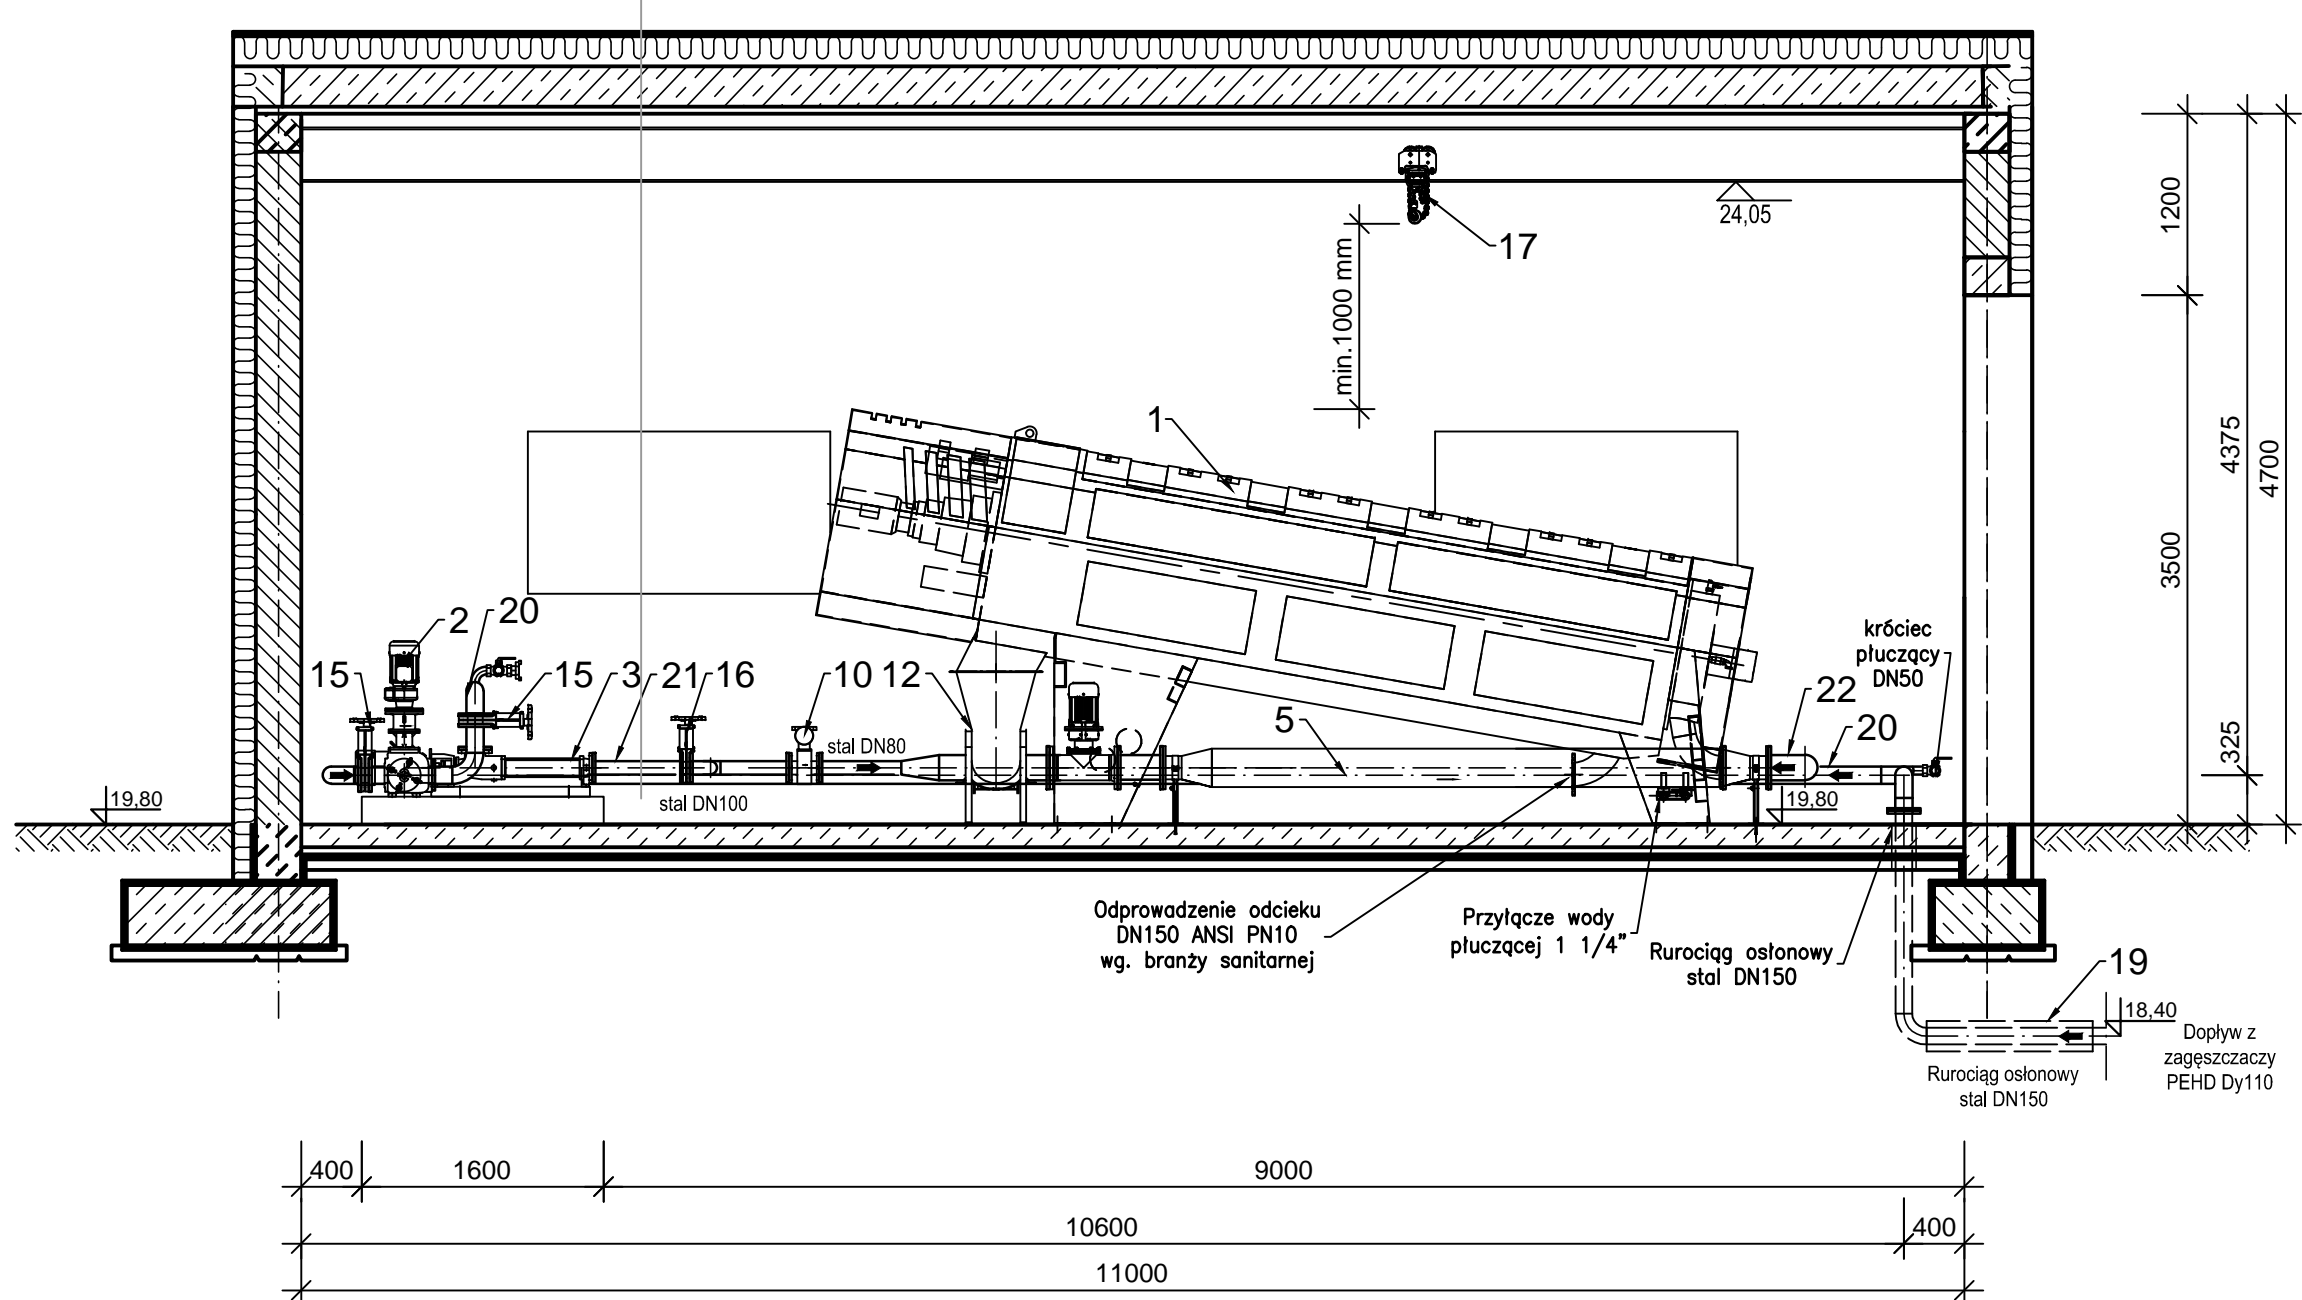 24,05
17
min.1000 mm
1
2
20
15
15
3
21
16
10
12
stal DN80
stal DN100
5
króciec
płuczący
DN50
22
20
19,80
19,80
1200
3500
4375
325
4700
Odprowadzenie odcieku
DN150 ANSI PN10
wg. branży sanitarnej
Przyłącze wody
płuczącej 1 1/4"
Rurociąg osłonowy
stal DN150
19
18,40
Dopływ z
zagęszczaczy
PEHD Dy110
Rurociąg osłonowy
stal DN150
400
1600
9000
10600
400
11000